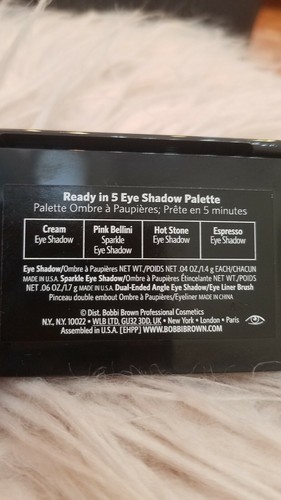 Ready in 5 Eye Shadow Palette
Palette Ombre à Paupières; Prête en 5 minutes
Cream
Eye Shadow
Pink Bellini
Sparkle
Eye Shadow
Hot Stone
Eye Shadow
Espresso
Eye Shadow
Eye Shadow/Ombre à Paupières NET WT./POIDS NET .04 OZ./1.4 g EACH/CHACUN
MADE IN U.S.A. Sparkle Eye Shadow/Ombre à Paupières Étincelante NET WT./POIDS
NET .06 OZ./1.7 g MADE IN U.S.A. Dual-Ended Angle Eye Shadow/Eye Liner Brush
Pinceau double embout Ombre à Paupières/Eyeliner MADE IN CHINA
© Dist. Bobbi Brown Professional Cosmetics
N.Y., N.Y. 10022 • WLB LTD. GU32 3DD, UK • New York • London • Paris
Assembled in U.S.A. [EHPP] WWW.BOBBIBROWN.COM